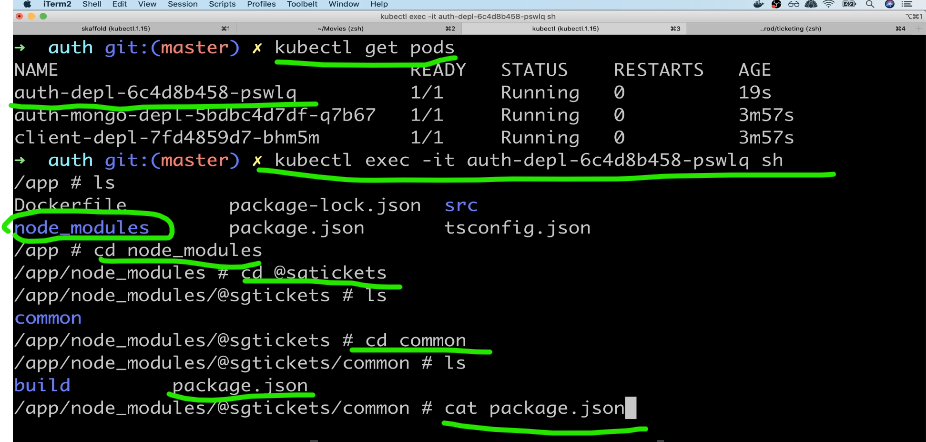 iTerm2 Shell Edit View Session Scripts Profiles Toolbelt Window Help
kubectl exec -it auth-depl-6c4d8b458-pswlq sh
skaffold (kubectl1.15) ⌘1 ~/Movies (zsh) ⌘2 kubectl (kubectl1.15) ⌘3 ...rod/ticketing (zsh) ⌘4
→ auth git:(master) ✗ kubectl get pods
NAME READY STATUS RESTARTS AGE
auth-depl-6c4d8b458-pswlq 1/1 Running 0 19s
auth-mongo-depl-5bdbc4d7df-q7b67 1/1 Running 0 3m57s
client-depl-7fd4859d7-bhm5m 1/1 Running 0 3m57s
→ auth git:(master) ✗ kubectl exec -it auth-depl-6c4d8b458-pswlq sh
/app # ls
Dockerfile package-lock.json src
node_modules package.json tsconfig.json
/app # cd node_modules
/app/node_modules # cd @sgtickets
/app/node_modules/@sgtickets # ls
common
/app/node_modules/@sgtickets # cd common
/app/node_modules/@sgtickets/common # ls
build package.json
/app/node_modules/@sgtickets/common # cat package.json